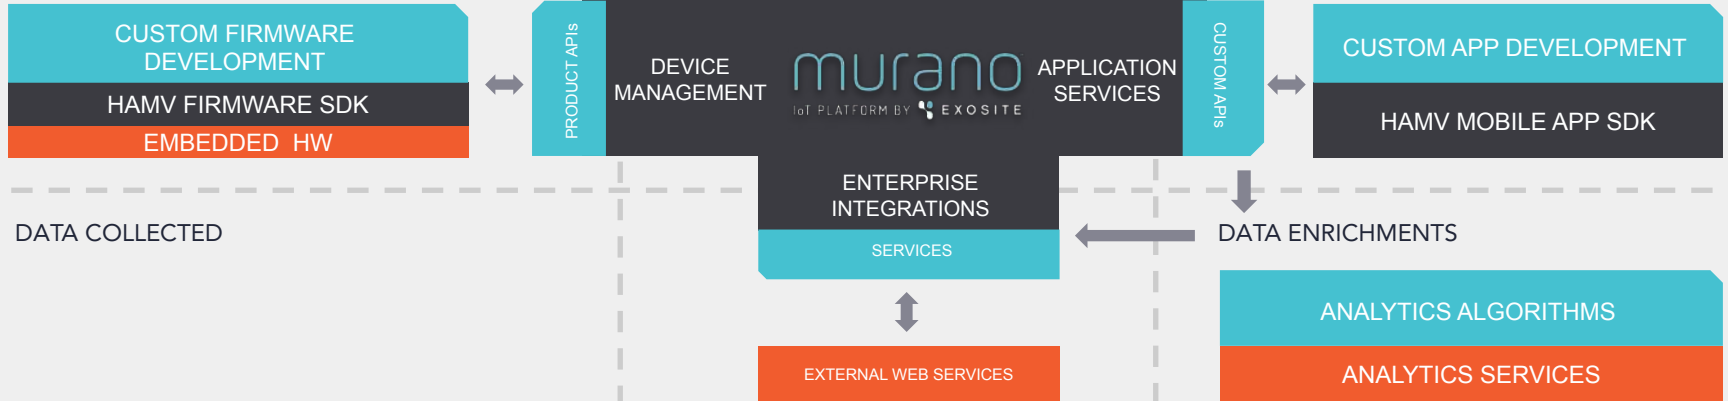 CUSTOM FIRMWARE
DEVELOPMENT
HAMV FIRMWARE SDK
EMBEDDED HW
PRODUCT APIs
DEVICE
MANAGEMENT
murano
IoT PLATFORM BY EXOSITE
APPLICATION
SERVICES
CUSTOM APIs
CUSTOM APP DEVELOPMENT
HAMV MOBILE APP SDK
ENTERPRISE
INTEGRATIONS
SERVICES
EXTERNAL WEB SERVICES
DATA COLLECTED
DATA ENRICHMENTS
ANALYTICS ALGORITHMS
ANALYTICS SERVICES